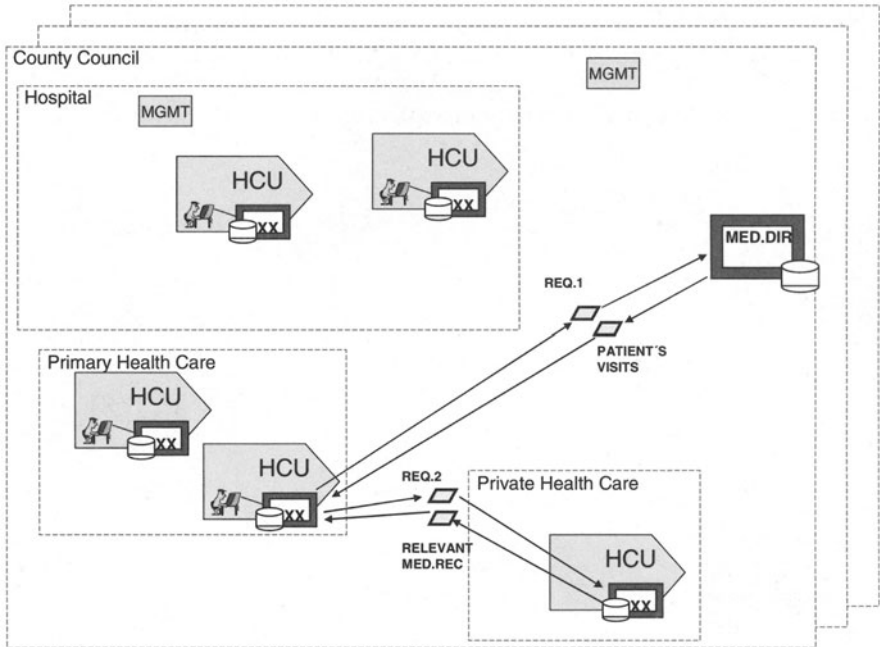 County Council
MGMT
Hospital
MGMT
HCU
XX
HCU
XX
MED.DIR
REQ.1
PATIENT´S
VISITS
Primary Health Care
HCU
XX
HCU
XX
REQ.2
RELEVANT
MED.REC
Private Health Care
HCU
XX